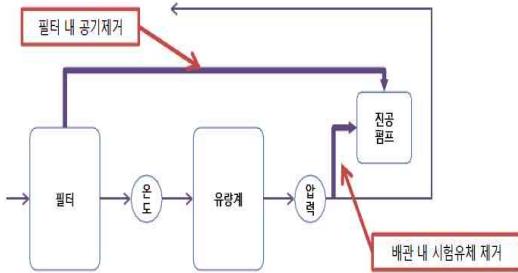 필터 내 공기제거
진공
펌프
필터
온
도
유량계
압
력
배관 내 시험유체 제거